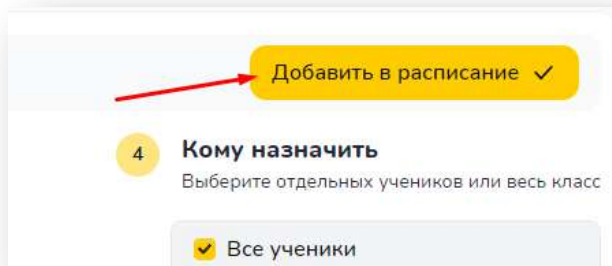 Добавить в расписание
4
Кому назначить
Выберите отдельных учеников или весь класс
Все ученики